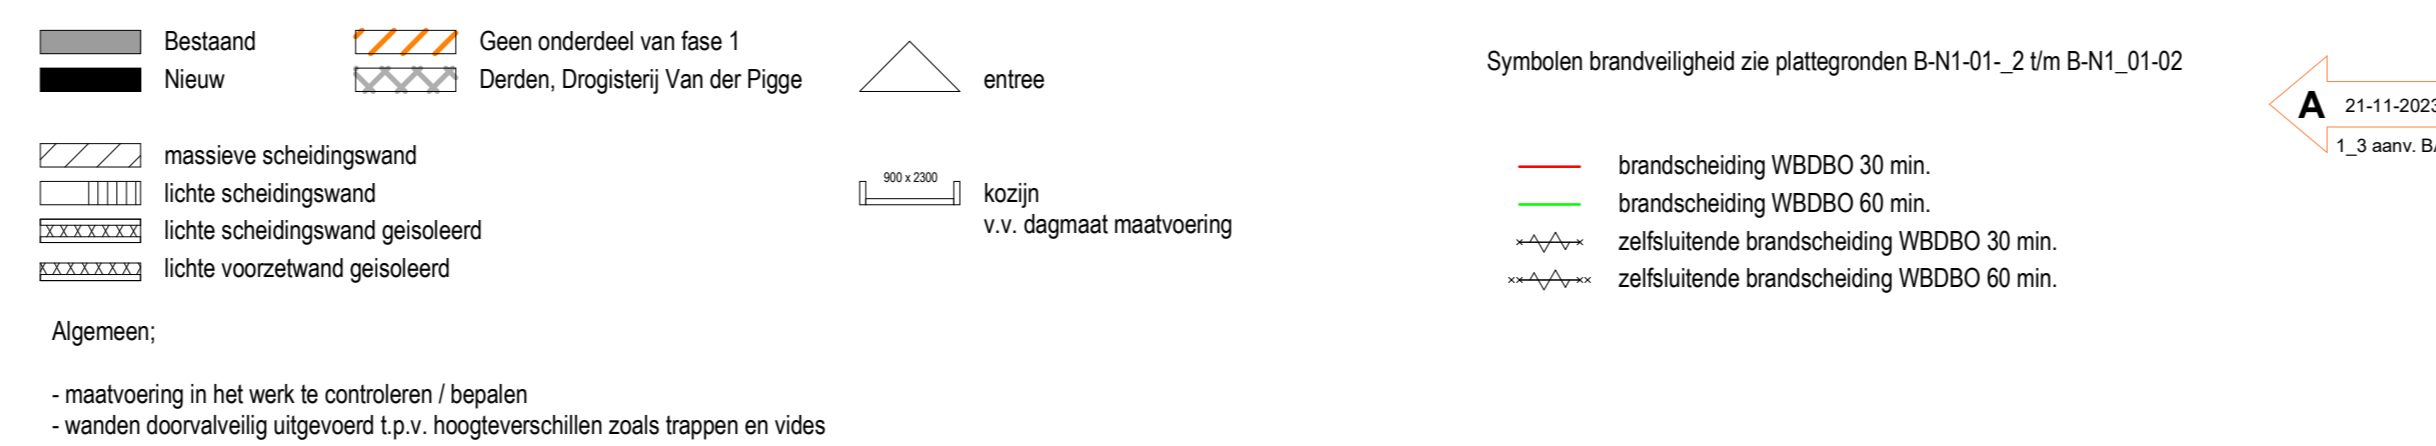 Bestaand
Nieuw
Geen onderdeel van fase 1
Derden, Drogisterij Van der Pigge
entree
massieve scheidingswand
lichte scheidingswand
lichte scheidingswand geisoleerd
lichte voorzetwand geisoleerd
900 x 2300
kozijn
v.v. dagmaat maatvoering
Symbolen brandveiligheid zie plattegronden B-N1-01-_2 t/m B-N1_01-02
brandscheiding WBDBO 30 min.
brandscheiding WBDBO 60 min.
zelfsluitende brandscheiding WBDBO 30 min.
zelfsluitende brandscheiding WBDBO 60 min.
A 21-11-2023
1_3 aanv.
Algemeen;
- maatvoering in het werk te controleren / bepalen
- wanden doorvalveilig uitgevoerd t.p.v. hoogteverschillen zoals trappen en vides